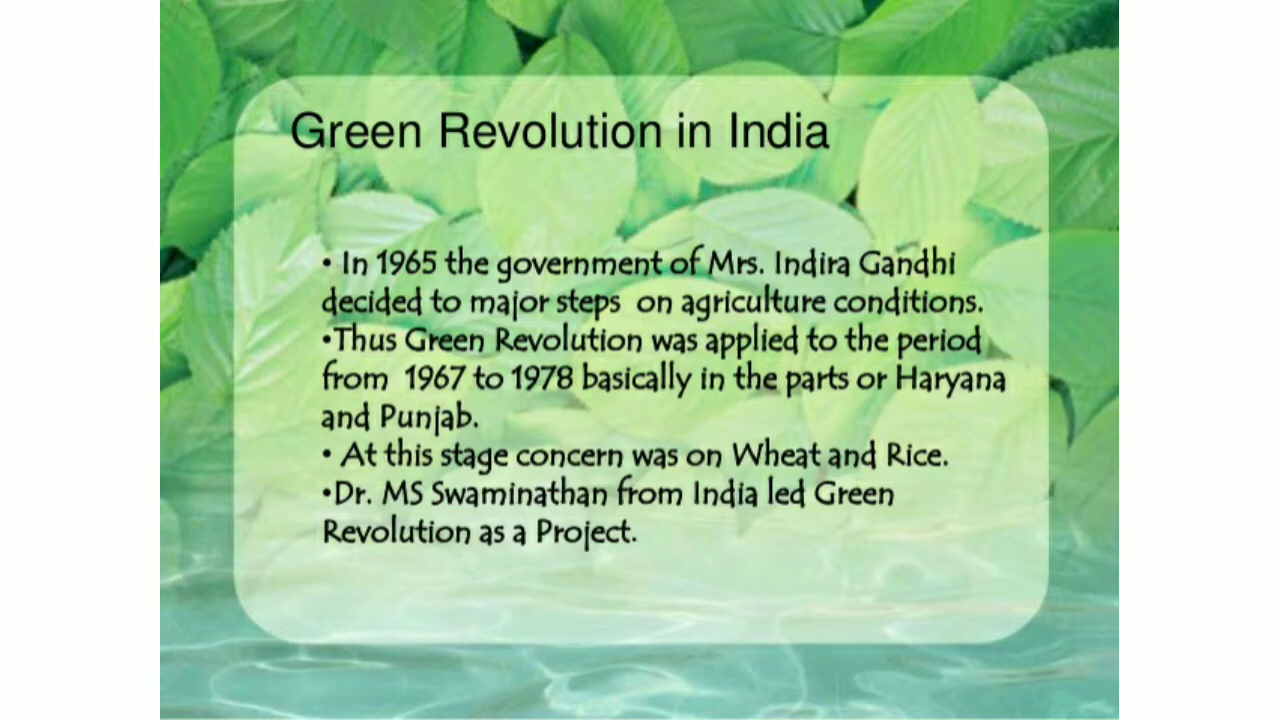 Green Revolution in India
• In 1965 the government of Mrs. Indira Gandhi
decided to major steps on agriculture conditions.
•Thus Green Revolution was applied to the period
from 1967 to 1978 basically in the parts or Haryana
and Punjab.
• At this stage concern was on Wheat and Rice.
•Dr. MS Swaminathan from India led Green
Revolution as a Project.